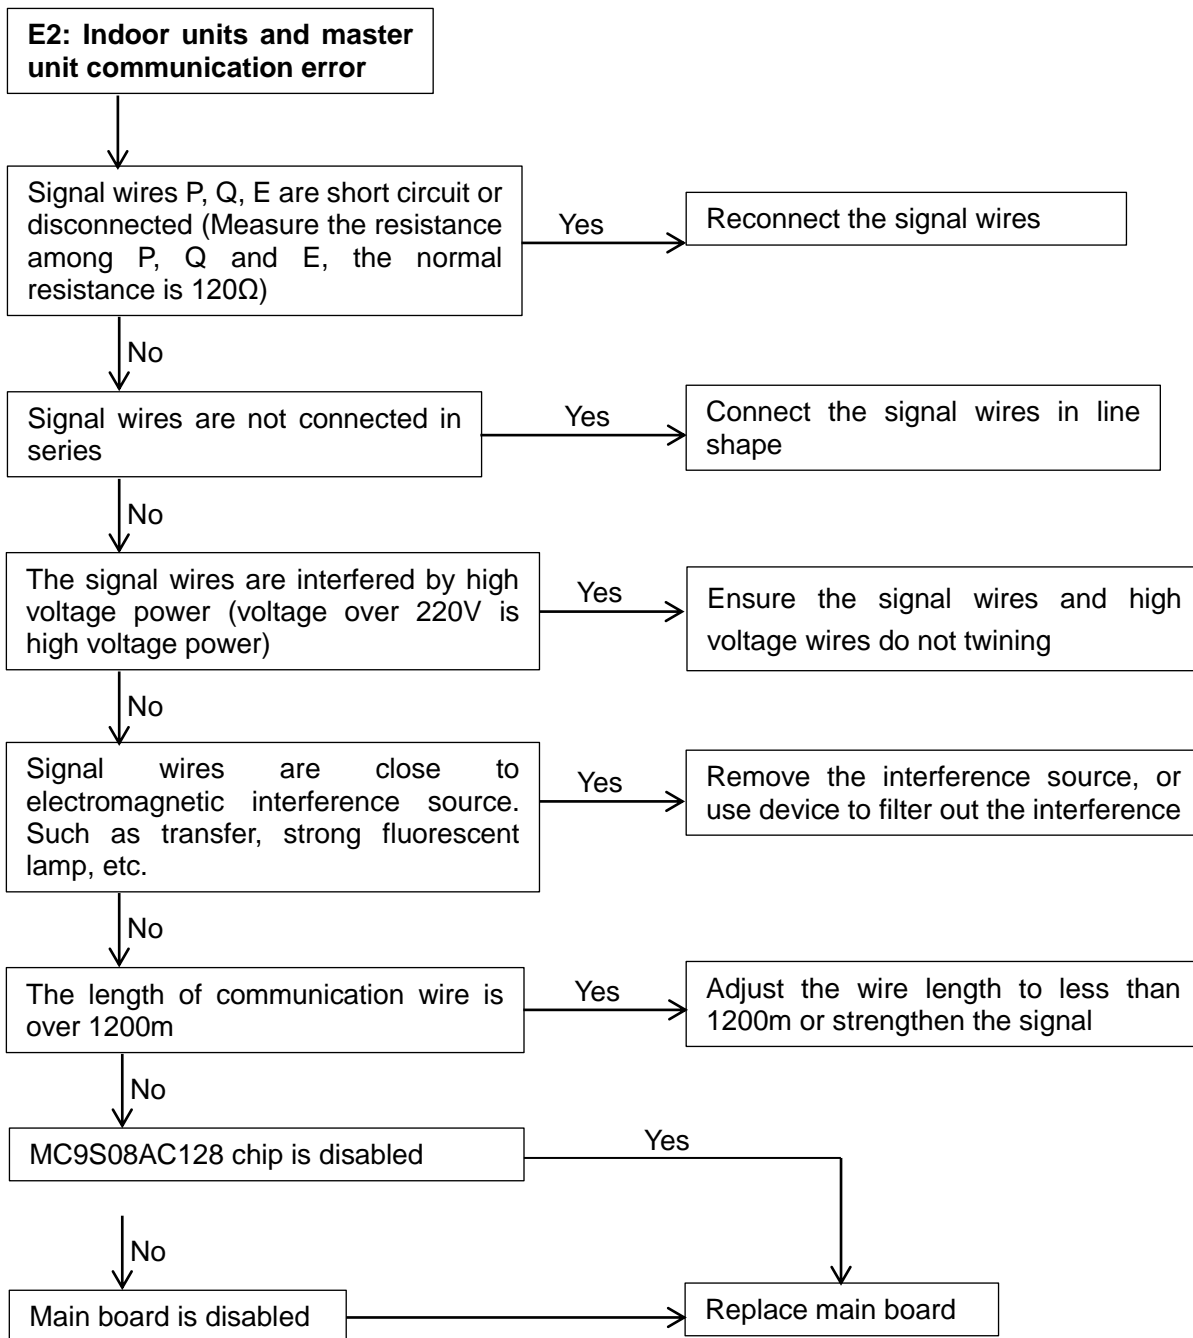 E2: Indoor units and master
unit communication error
Signal wires P, Q, E are short circuit or
disconnected (Measure the resistance
among P, Q and E, the normal
resistance is 120Ω)
Yes
Reconnect the signal wires
No
Signal wires are not connected in
series
Yes
Connect the signal wires in line
shape
No
The signal wires are interfered by high
voltage power (voltage over 220V is
high voltage power)
Yes
Ensure the signal wires and high
voltage wires do not twining
No
Signal wires are close to
electromagnetic interference source.
Such as transfer, strong fluorescent
lamp, etc.
Yes
Remove the interference source, or
use device to filter out the interference
No
The length of communication wire is
over 1200m
Yes
Adjust the wire length to less than
1200m or strengthen the signal
No
MC9S08AC128 chip is disabled
Yes
No
Main board is disabled
Replace main board